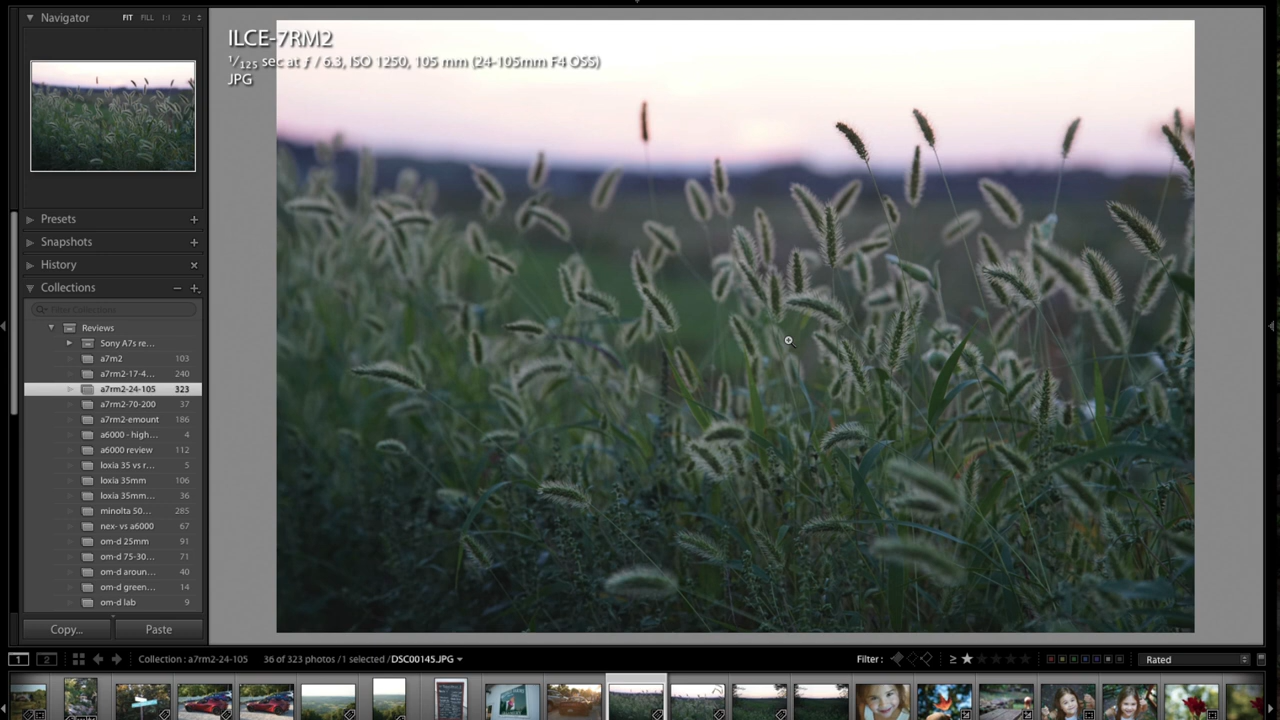 Navigator FIT FILL 1:1 2:1
ILCE-7RM2
1/125 sec at ƒ / 6.3, ISO 1250, 105 mm (24-105mm F4 OSS)
JPG
Presets +
Snapshots +
History ×
Collections − +
Filter Collections
Reviews
Sony A7s re...
a7m2 103
a7rm2-17-4... 240
a7rm2-24-105 323
a7rm2-70-200 37
a7rm2-emount 186
a6000 - high... 4
a6000 review 112
loxia 35 vs r... 5
loxia 35mm 106
loxia 35mm... 36
minolta 50... 285
nex- vs a6000 67
om-d 25mm 91
om-d 75-30... 71
om-d aroun... 40
om-d green... 14
om-d lab 9
Copy... Paste
1 2 Collection : a7rm2-24-105 36 of 323 photos /1 selected /DSC00145.JPG Filter : ≥ Rated